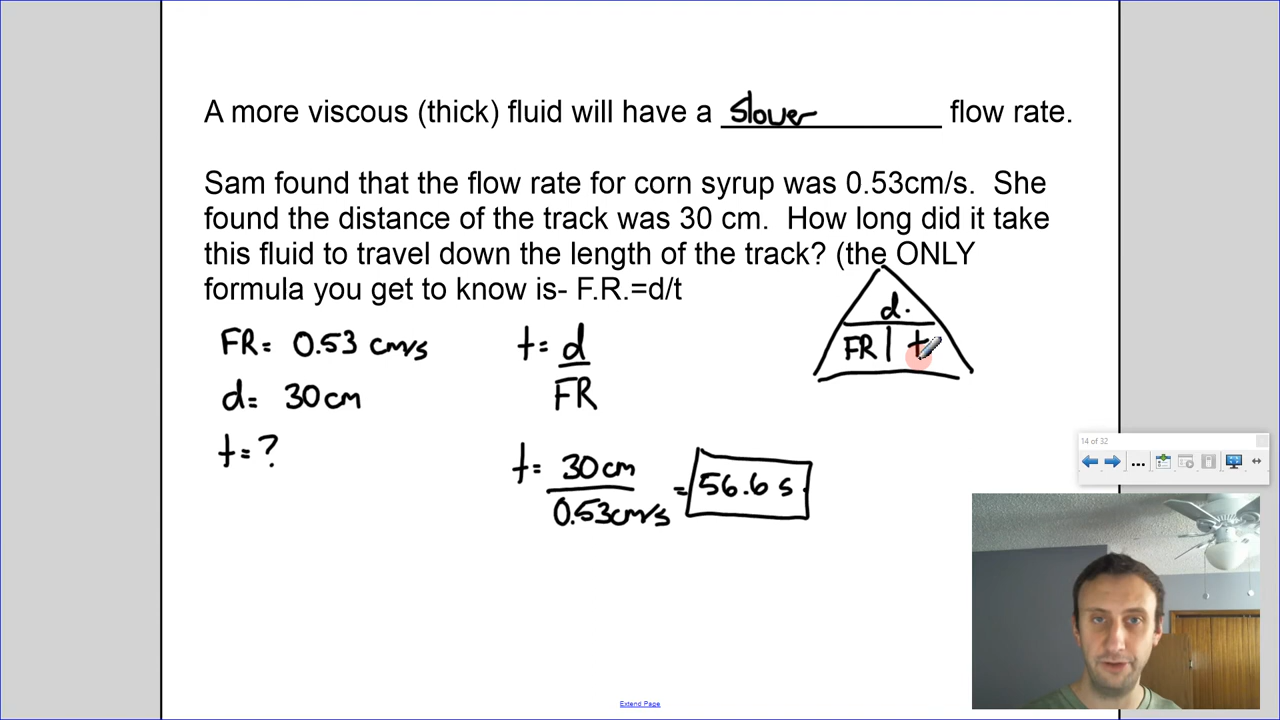 A more viscous (thick) fluid will have a slower flow rate.
Sam found that the flow rate for corn syrup was 0.53cm/s. She
found the distance of the track was 30 cm. How long did it take
this fluid to travel down the length of the track? (the ONLY
formula you get to know is- F.R.=d/t
FR= 0.53 cm/s
d= 30cm
t=?
t= d
FR
t= 30cm
0.53cm/s
= 56.6 s
d.
FR t
14 of 32
...
Extend Page